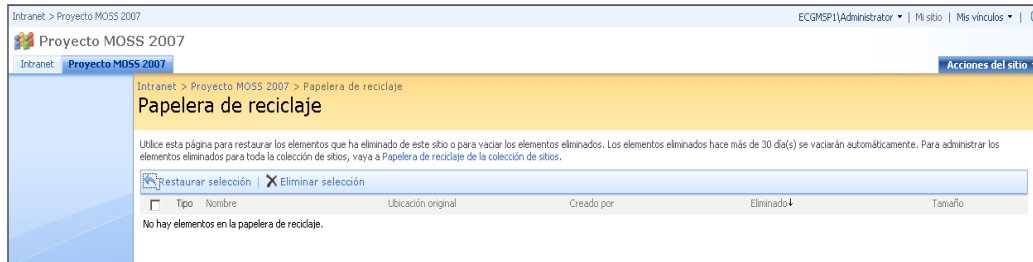 Intranet > Proyecto MOSS 2007
ECGMSP1\Administrator ▾ | Mi sitio | Mis vínculos ▾ |
Proyecto MOSS 2007
Intranet Proyecto MOSS 2007
Acciones del sitio
Intranet > Proyecto MOSS 2007 > Papelera de reciclaje
Papelera de reciclaje
Utilice esta página para restaurar los elementos que ha eliminado de este sitio o para vaciar los elementos eliminados. Los elementos eliminados hace más de 30 día(s) se vaciarán automáticamente. Para administrar los
elementos eliminados para toda la colección de sitios, vaya a Papelera de reciclaje de la colección de sitios.
Restaurar selección | Eliminar selección
Tipo Nombre Ubicación original Creado por Eliminado↓ Tamaño
No hay elementos en la papelera de reciclaje.